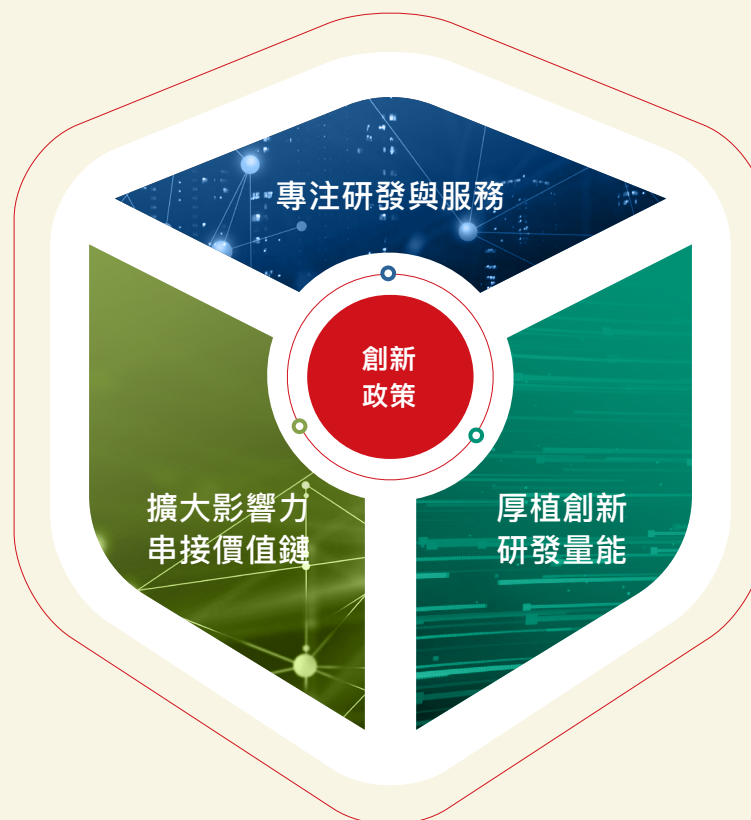 專注研發與服務
創新
政策
擴大影響力
串接價值鏈
厚植創新
研發量能